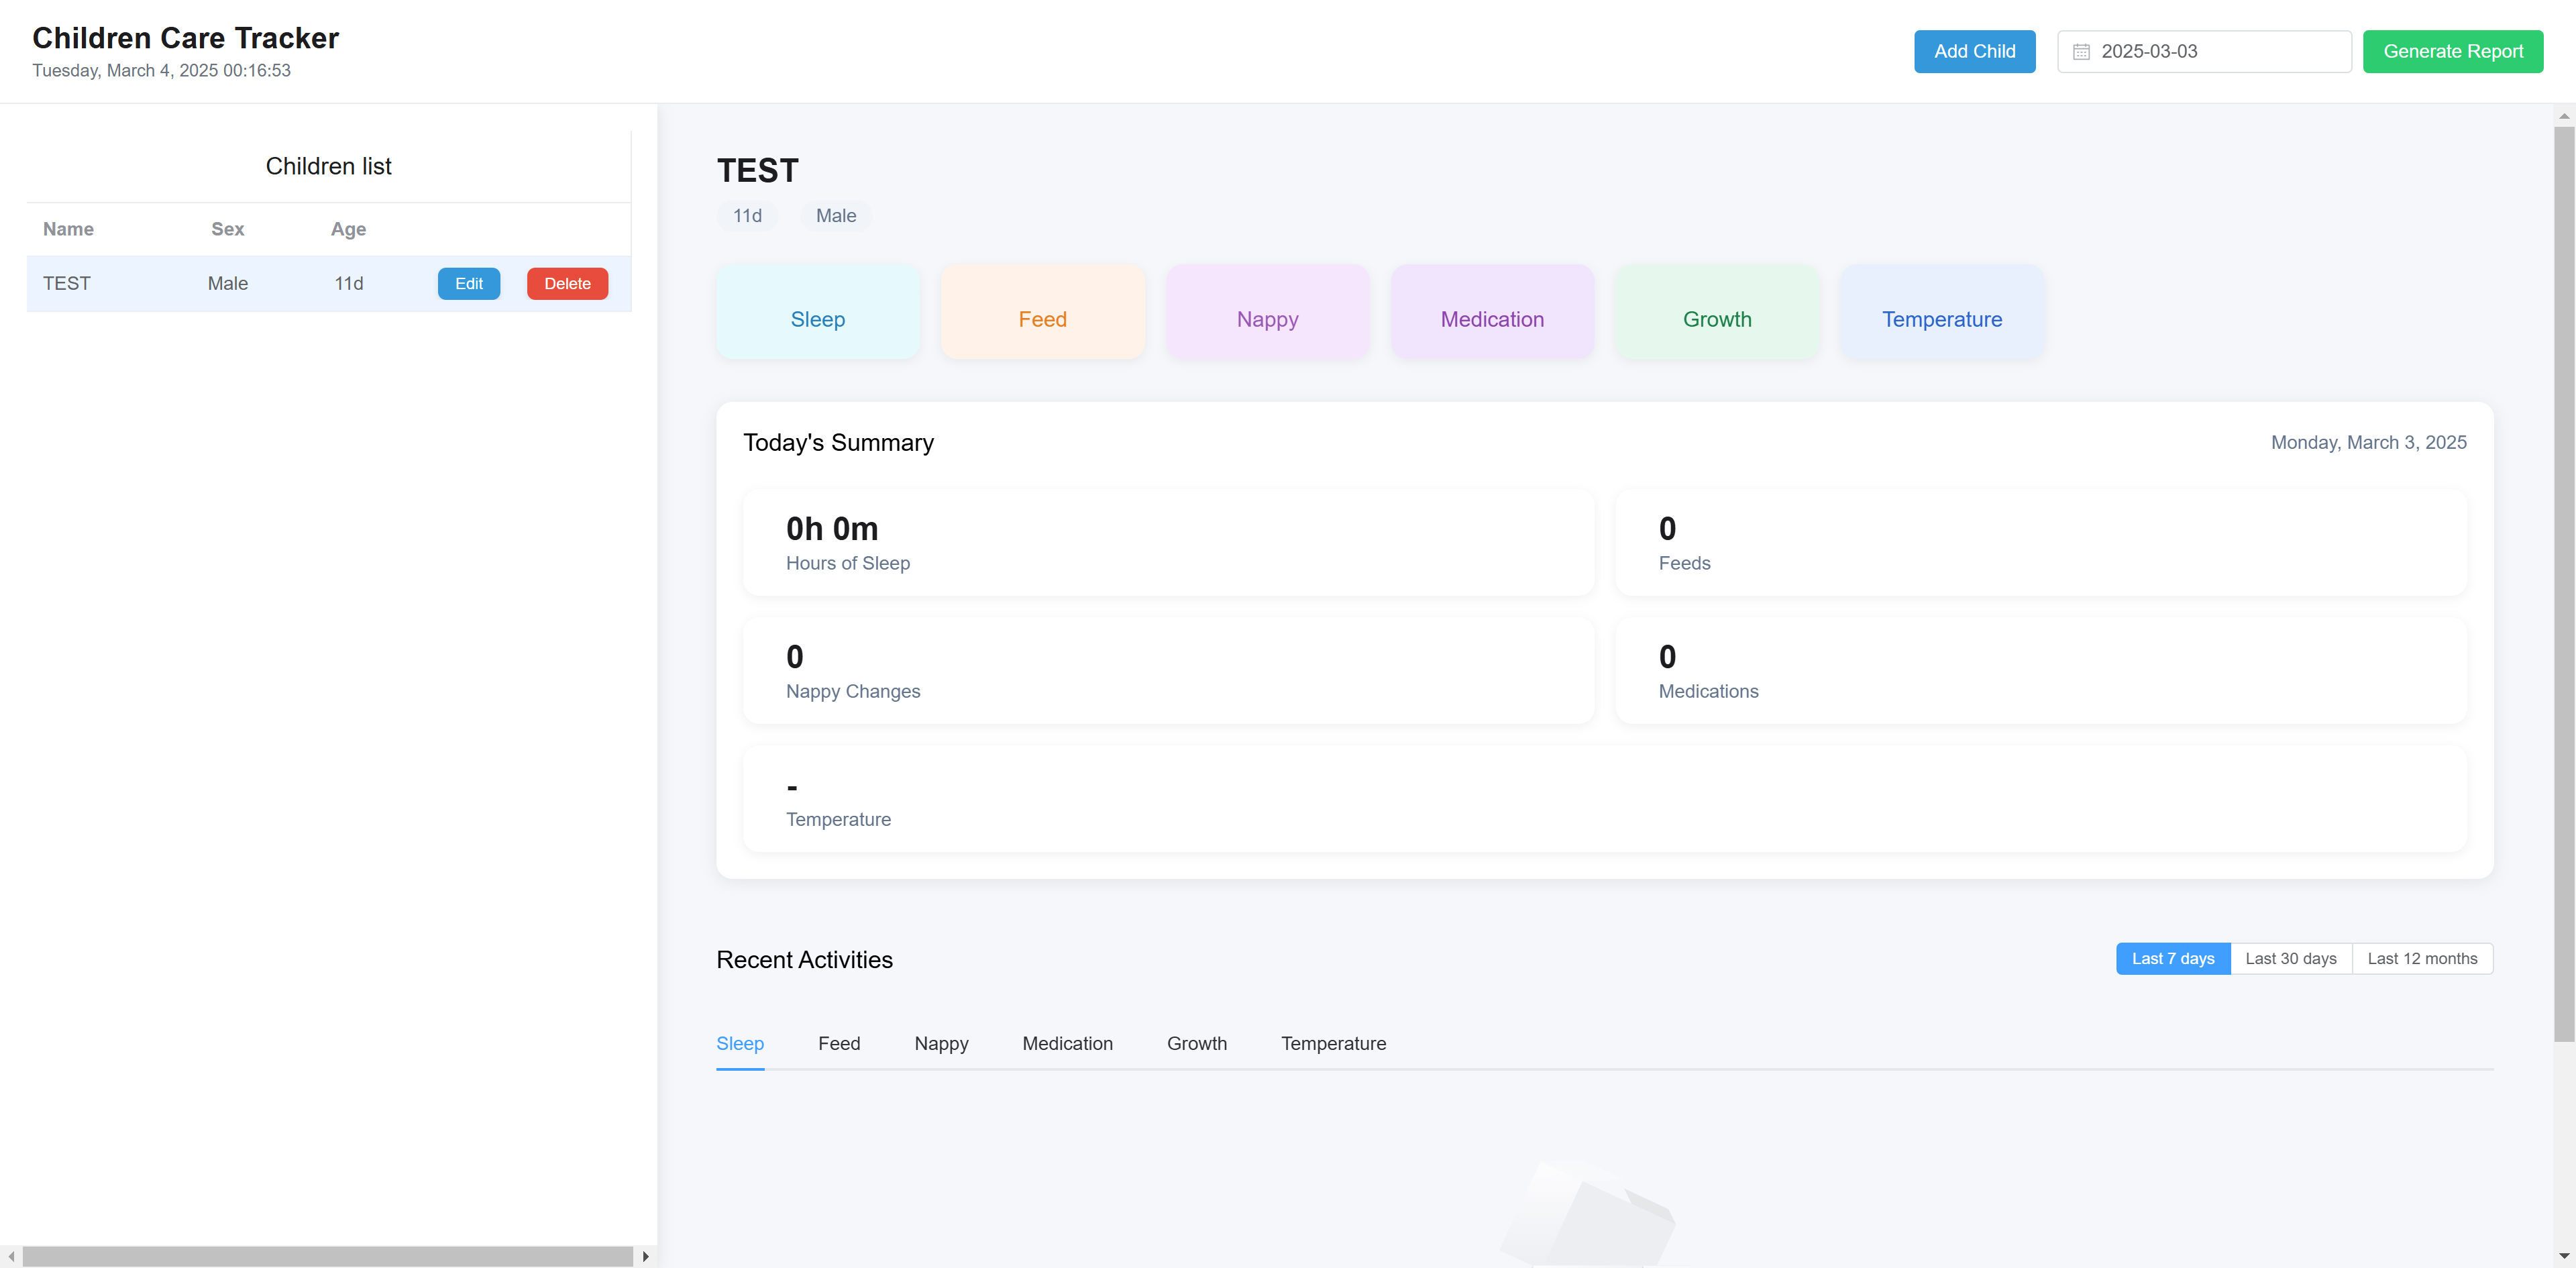 Children Care Tracker
Tuesday, March 4, 2025 00:16:53
Add Child
2025-03-03
Generate Report
Children list
Name Sex Age
TEST Male 11d Edit Delete
TEST
11d Male
Sleep Feed Nappy Medication Growth Temperature
Today's Summary Monday, March 3, 2025
0h 0m
Hours of Sleep
0
Feeds
0
Nappy Changes
0
Medications
-
Temperature
Recent Activities Last 7 days Last 30 days Last 12 months
Sleep Feed Nappy Medication Growth Temperature